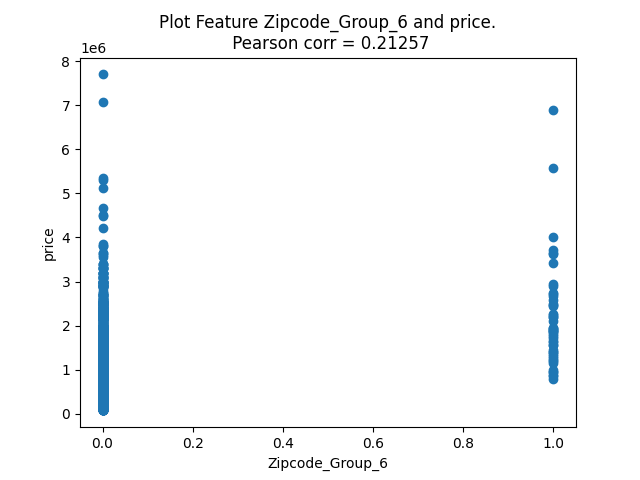 Plot Feature Zipcode_Group_6 and price.
Pearson corr = 0.21257
1e6
8
7
6
5
4
3
2
1
0
price
0.0 0.2 0.4 0.6 0.8 1.0
Zipcode_Group_6